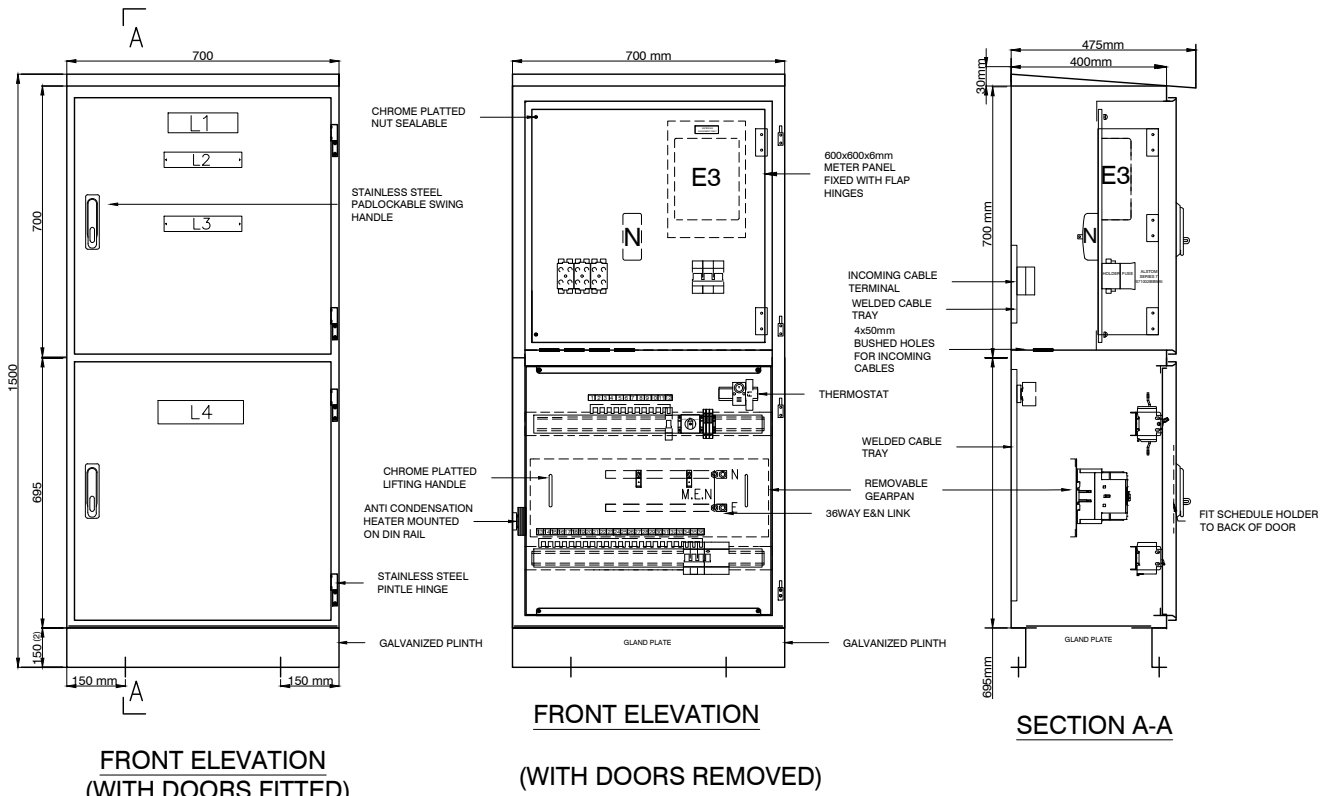 A
700
1500
700
695
150 (2)
L1
L2
L3
L4
STAINLESS STEEL
PADLOCKABLE SWING
HANDLE
CHROME PLATTED
NUT SEALABLE
CHROME PLATTED
LIFTING HANDLE
ANTI CONDENSATION
HEATER MOUNTED
ON DIN RAIL
STAINLESS STEEL
PINTLE HINGE
GALVANIZED PLINTH
150 mm
150 mm
A
FRONT ELEVATION
(WITH DOORS FITTED)
700 mm
E3
N
600x600x6mm
METER PANEL
FIXED WITH FLAP
HINGES
THERMOSTAT
N
M.E.N
E
REMOVABLE
GEARPAN
36WAY E&N LINK
GLAND PLATE
GALVANIZED PLINTH
FRONT ELEVATION
(WITH DOORS REMOVED)
475mm
400mm
30mm
700 mm
695mm
E3
N
HOLDER FUSE
ALSTOM
SERIES 7
INCOMING CABLE
TERMINAL
WELDED CABLE
TRAY
4x50mm
BUSHED HOLES
FOR INCOMING
CABLES
WELDED CABLE
TRAY
FIT SCHEDULE HOLDER
TO BACK OF DOOR
GLAND PLATE
SECTION A-A